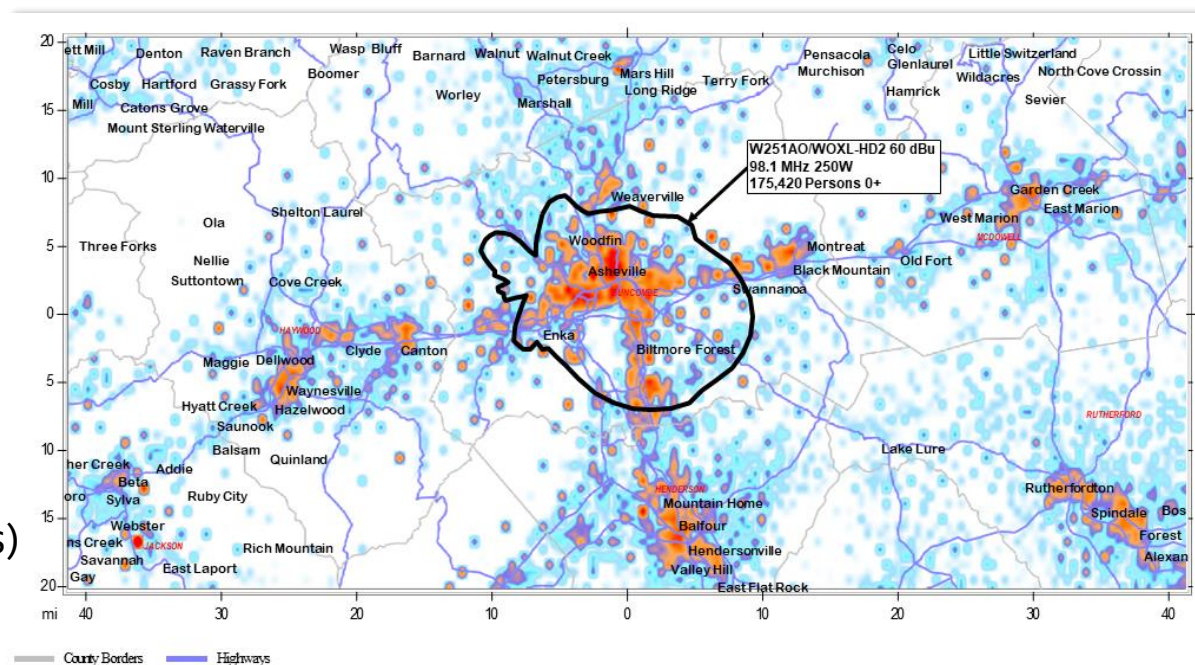 20
ett Mill Denton Raven Branch Wasp Bluff Barnard Walnut Walnut Creek Pensacola Celo Little Switzerland
Cosby Hartford Grassy Fork Boomer Petersburg Mars Hill Terry Fork Murchison Glenlaurel Wildacres North Cove Crossin
Mill Catons Grove Worley Marshall Long Ridge Hamrick Sevier
15
Mount Sterling Waterville
W251AO/WOXL-HD2 60 dBu
98.1 MHz 250W
175,420 Persons 0+
10
Shelton Laurel Weaverville Garden Creek
Ola West Marion East Marion
5
Three Forks Woodfin Montreat MCDOWELL
Nellie Asheville Black Mountain Old Fort
Suttontown Cove Creek BUNCOMBE Swannanoa
0
HAYWOOD Enka
Maggie Dellwood Clyde Canton Biltmore Forest
5
Waynesville
Hyatt Creek Hazelwood RUTHERFORD
Saunook
10
Balsam Quinland Lake Lure
her Creek Addie
Beta HENDERSON Rutherfordton
oro Sylva Ruby City Mountain Home Spindale Bos
15
Webster Balfour Forest
s)
ns Creek JACKSON Rich Mountain Hendersonville Alexan
Savannah East Laport Valley Hill
Gay East Flat Rock
20
mi 40 30 20 10 0 10 20 30 40
County Borders Highways